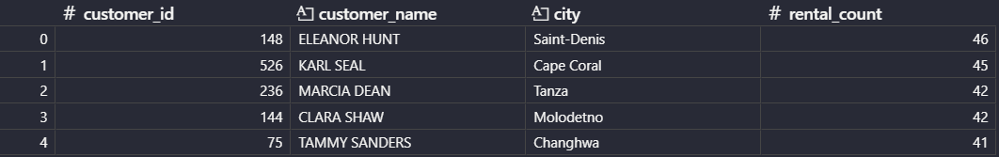 # customer_id A customer_name A city # rental_count
0 148 ELEANOR HUNT Saint-Denis 46
1 526 KARL SEAL Cape Coral 45
2 236 MARCIA DEAN Tanza 42
3 144 CLARA SHAW Molodetno 42
4 75 TAMMY SANDERS Changhwa 41